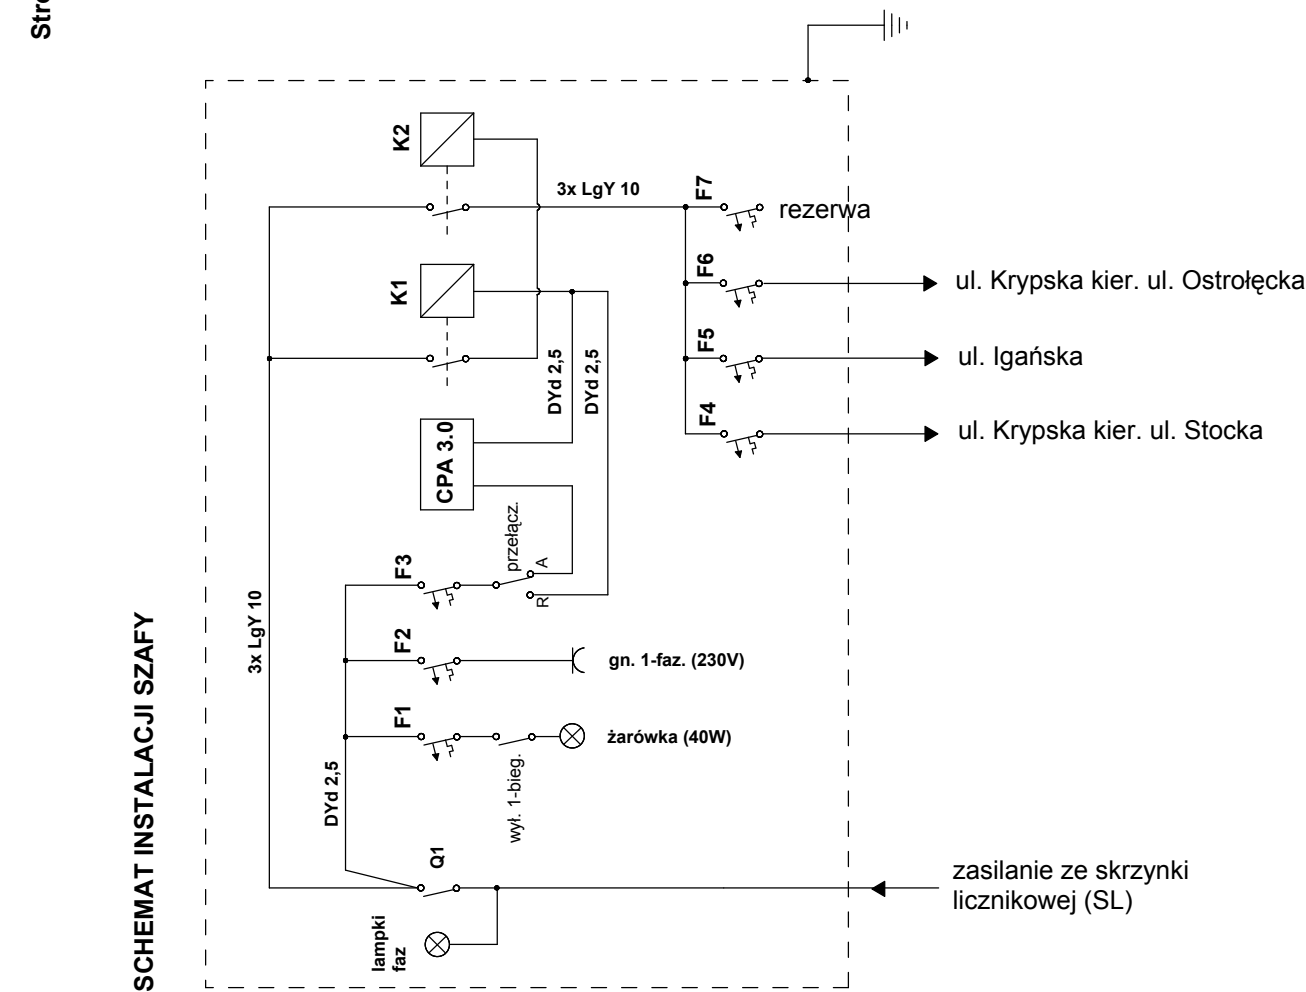 Stro
SCHEMAT INSTALACJI SZAFY
K2
3x LgY 10
F7
rezerwa
K1
F6
ul. Krypska kier. ul. Ostrołęcka
DYd 2,5
DYd 2,5
F5
ul. Igańska
CPA 3.0
F4
ul. Krypska kier. ul. Stocka
3x LgY 10
F3
przełącz.
A
R
F2
gn. 1-faz. (230V)
F1
żarówka (40W)
wył. 1-bieg.
DYd 2,5
Q1
zasilanie ze skrzynki
licznikowej (SL)
lampki
faz